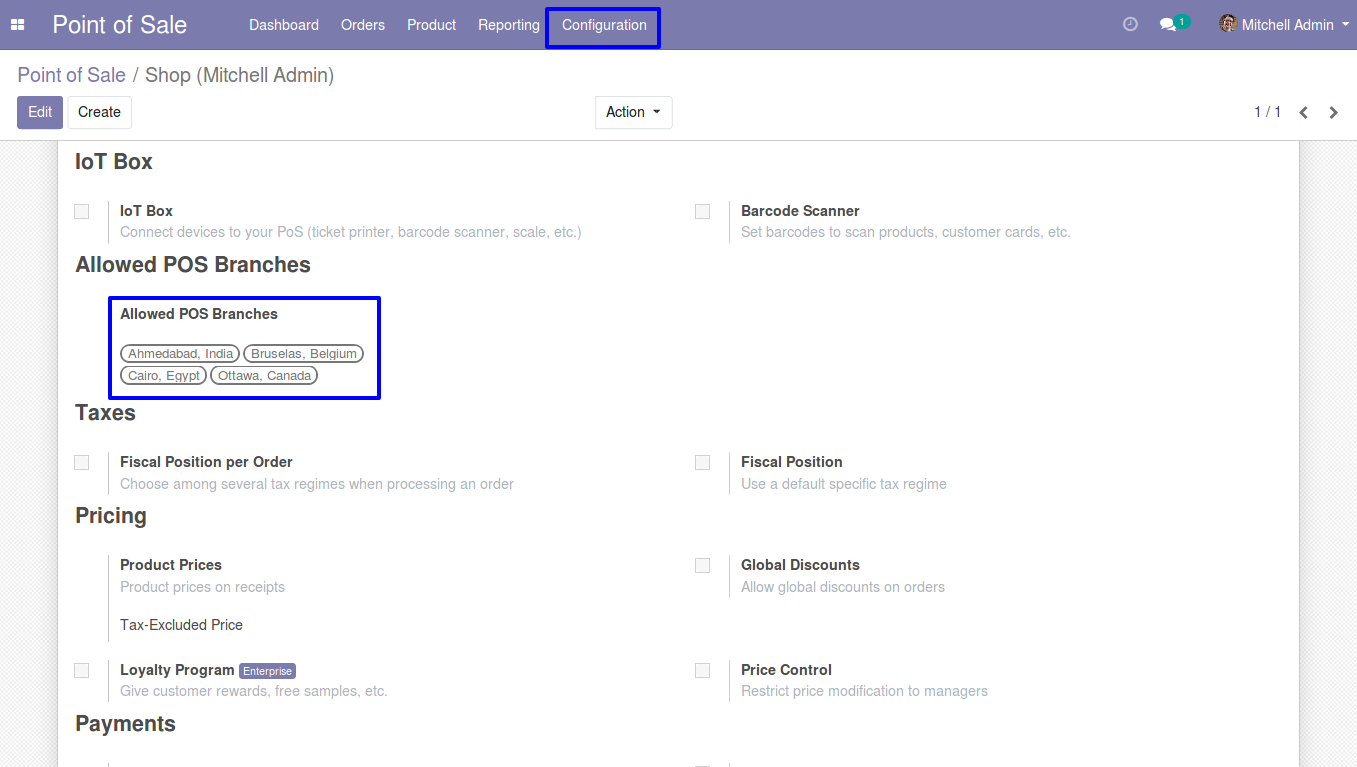 Point of Sale Dashboard Orders Product Reporting Configuration 1 Mitchell Admin
Point of Sale / Shop (Mitchell Admin)
Edit Create Action 1 / 1
IoT Box
IoT Box Barcode Scanner
Connect devices to your PoS (ticket printer, barcode scanner, scale, etc.) Set barcodes to scan products, customer cards, etc.
Allowed POS Branches
Allowed POS Branches
Ahmedabad, India Bruselas, Belgium
Cairo, Egypt Ottawa, Canada
Taxes
Fiscal Position per Order Fiscal Position
Choose among several tax regimes when processing an order Use a default specific tax regime
Pricing
Product Prices Global Discounts
Product prices on receipts Allow global discounts on orders
Tax-Excluded Price
Loyalty Program Enterprise Price Control
Give customer rewards, free samples, etc. Restrict price modification to managers
Payments